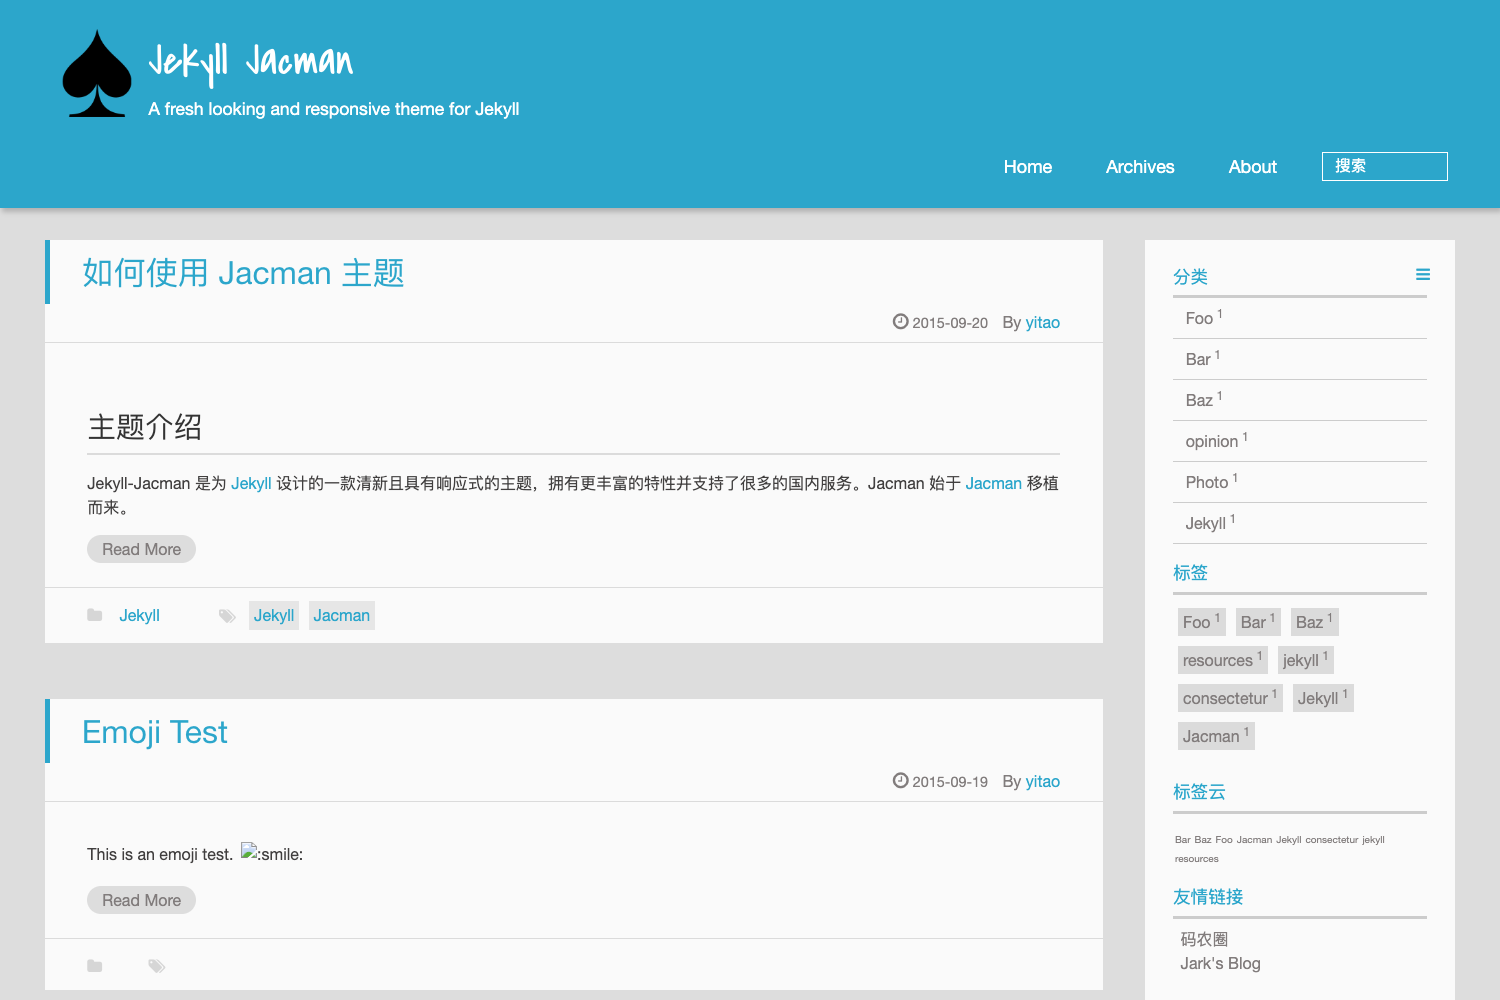 Jekyll Jacman
A fresh looking and responsive theme for Jekyll
Home
Archives
About
搜索
如何使用 Jacman 主题
2015-09-20 By yitao
主题介绍
Jekyll-Jacman 是为 Jekyll 设计的一款清新且具有响应式的主题，拥有更丰富的特性并支持了很多的国内服务。Jacman 始于 Jacman 移植
而来。
Read More
Jekyll
Jekyll Jacman
Emoji Test
2015-09-19 By yitao
This is an emoji test. :smile:
Read More
分类
Foo 1
Bar 1
Baz 1
opinion 1
Photo 1
Jekyll 1
标签
Foo 1 Bar 1 Baz 1
resources 1 jekyll 1
consectetur 1 Jekyll 1
Jacman 1
标签云
Bar Baz Foo Jacman Jekyll consectetur jekyll
resources
友情链接
码农圈
Jark's Blog